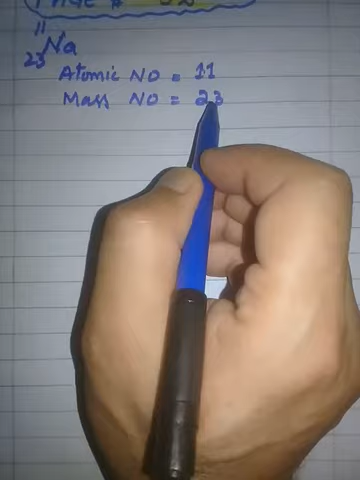 11
Na
23
Atomic NO = 11
Mass NO = 23